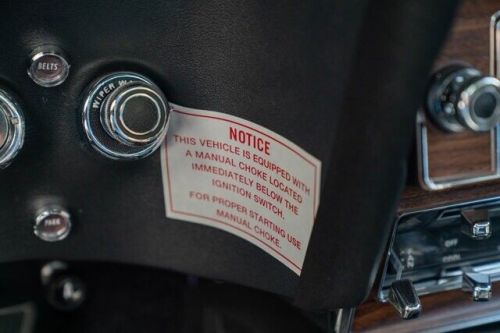 BELTS
WIPER
NOTICE
THIS VEHICLE IS EQUIPPED WITH
A MANUAL CHOKE LOCATED
IMMEDIATELY BELOW THE
IGNITION SWITCH.
FOR PROPER STARTING USE
MANUAL CHOKE.
PARK
OFF